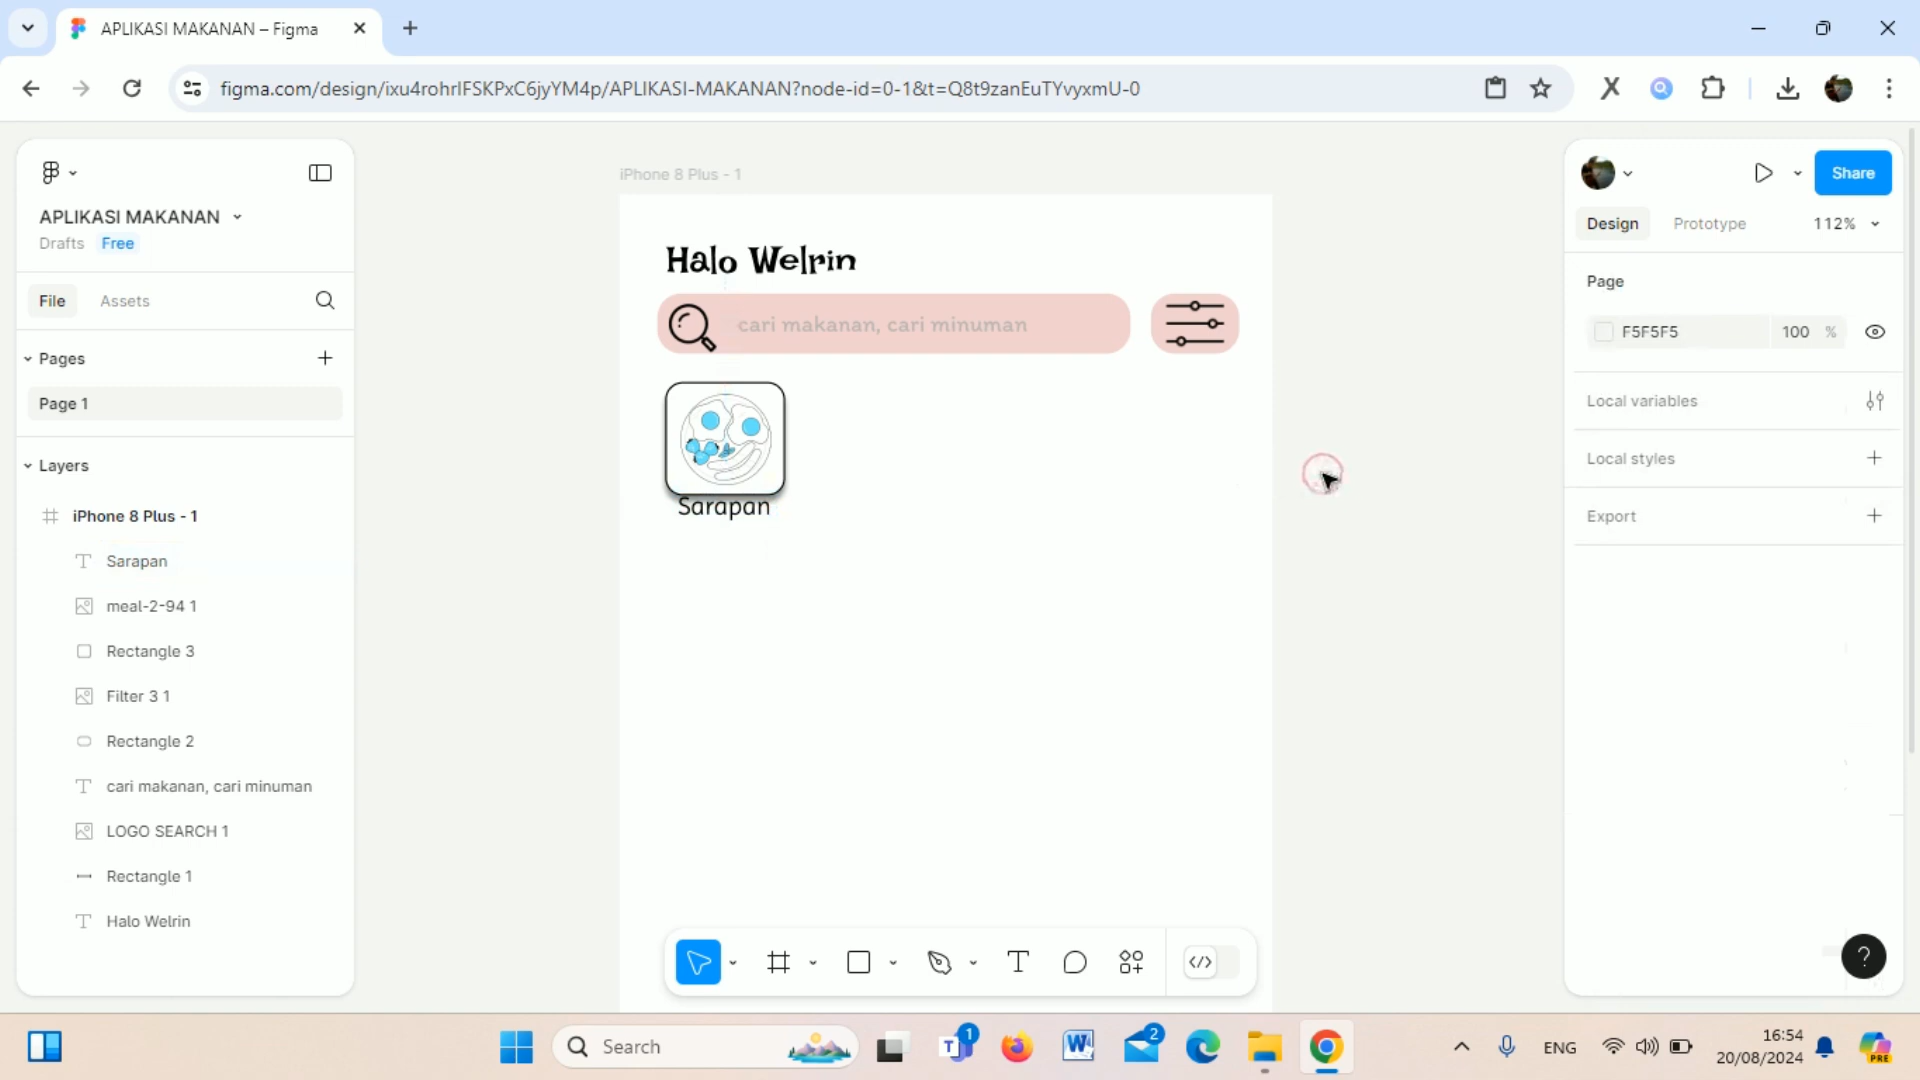 APLIKASI MAKANAN – Figma
figma.com/design/ixu4rohrlFSKPxC6jyYM4p/APLIKASI-MAKANAN?node-id=0-1&t=Q8t9zanEuTYvyxmU-0
APLIKASI MAKANAN
Drafts Free
File Assets
Pages
Page 1
Layers
iPhone 8 Plus - 1
Sarapan
meal-2-94 1
Rectangle 3
Filter 3 1
Rectangle 2
cari makanan, cari minuman
LOGO SEARCH 1
Rectangle 1
Halo Welrin
iPhone 8 Plus - 1
Halo Welrin
cari makanan, cari minuman
Sarapan
Share
Design Prototype 112%
Page
F5F5F5 100 %
Local variables
Local styles
Export
?
Search
1
2
ENG
16:54
20/08/2024
PRE